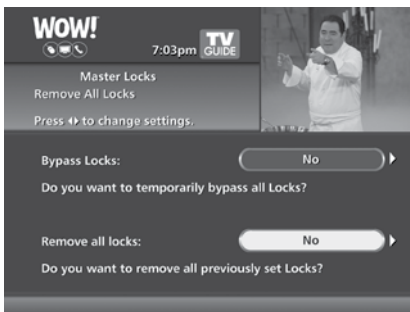 WOW!
7:03pm TV GUIDE
Master Locks
Remove All Locks
Press ◄► to change settings.
Bypass Locks: No
Do you want to temporarily bypass all Locks?
Remove all locks: No
Do you want to remove all previously set Locks?